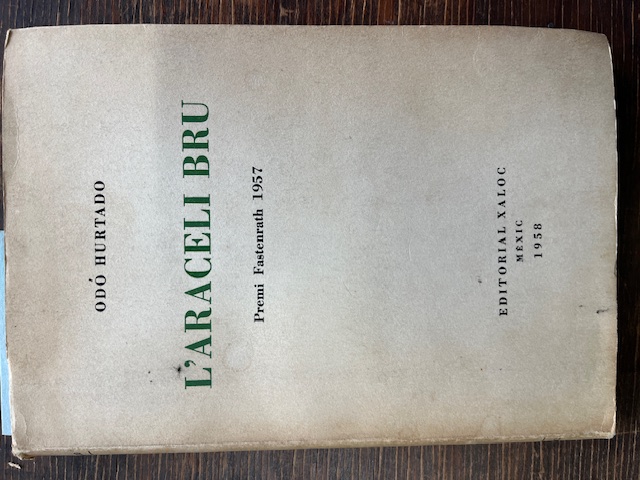 ODÓ HURTADO
L'ARACELI BRU
Premi Fastenrath 1957
EDITORIAL XALOC
MÈXIC
1958